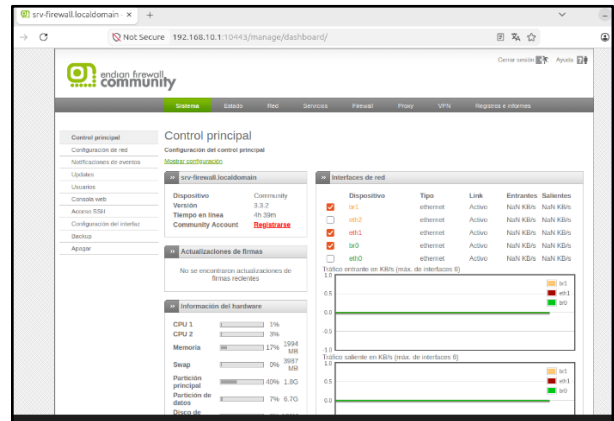 srv-firewall.localdomain - × +
Not Secure 192.168.10.1:10443/manage/dashboard/
Cerrar sesión Ayuda
endian firewall
community
Sistema Estado Red Servicios Firewall Proxy VPN Registros e informes
Control principal
Configuración de red
Notificaciones de eventos
Updates
Usuarios
Consola web
Acceso SSH
Configuración del interfaz
Backup
Apagar
Control principal
Configuración del control principal
Mostrar configuración
srv-firewall.localdomain
Dispositivo Community
Versión 3.3.2
Tiempo en línea 4h 39m
Community Account Registrarse
Actualizaciones de firmas
No se encontraron actualizaciones de
firmas recientes
Información del hardware
CPU 1 1%
CPU 2 3%
Memoria 17% 1994 MB
Swap 0% 3987 MB
Partición principal 40% 1.8G
Partición de datos 7% 6.7G
Disco de
Interfaces de red
Dispositivo Tipo Link Entrantes Salientes
br1 ethernet Activo NaN KB/s NaN KB/s
eth2 ethernet Activo NaN KB/s NaN KB/s
eth1 ethernet Activo NaN KB/s NaN KB/s
br0 ethernet Activo NaN KB/s NaN KB/s
eth0 ethernet Activo NaN KB/s NaN KB/s
Tráfico entrante en KB/s (máx. de interfaces 6)
1.0
0.5
0.0
-0.5
-1.0
br1
eth1
br0
Tráfico saliente en KB/s (máx. de interfaces 6)
1.0
0.5
0.0
br1
eth1
br0